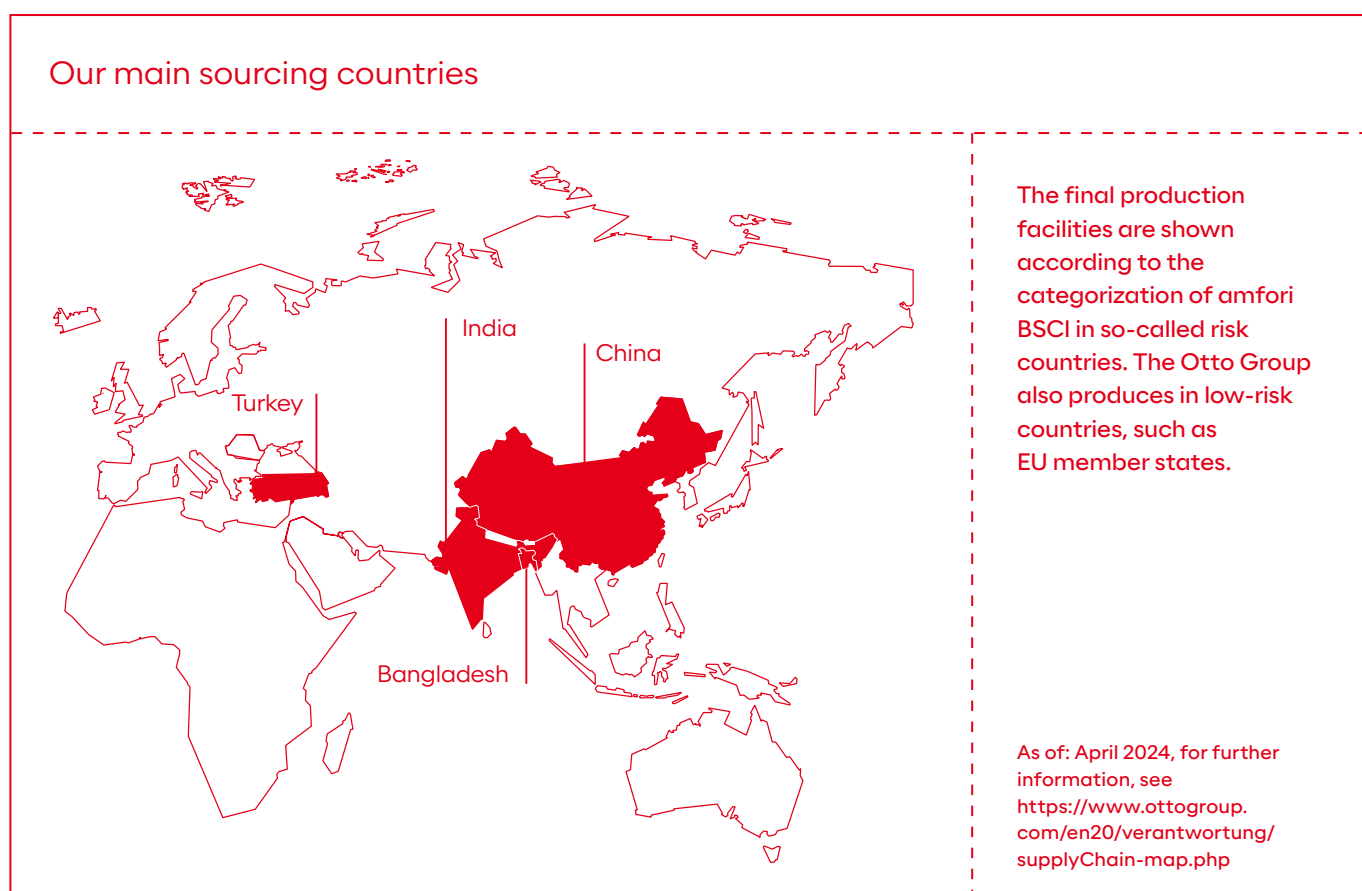 Our main sourcing countries
India
China
Turkey
Bangladesh
The final production
facilities are shown
according to the
categorization of amfori
BSCI in so-called risk
countries. The Otto Group
also produces in low-risk
countries, such as
EU member states.
As of: April 2024, for further
information, see
https://www.ottogroup.
com/en20/verantwortung/
supplyChain-map.php